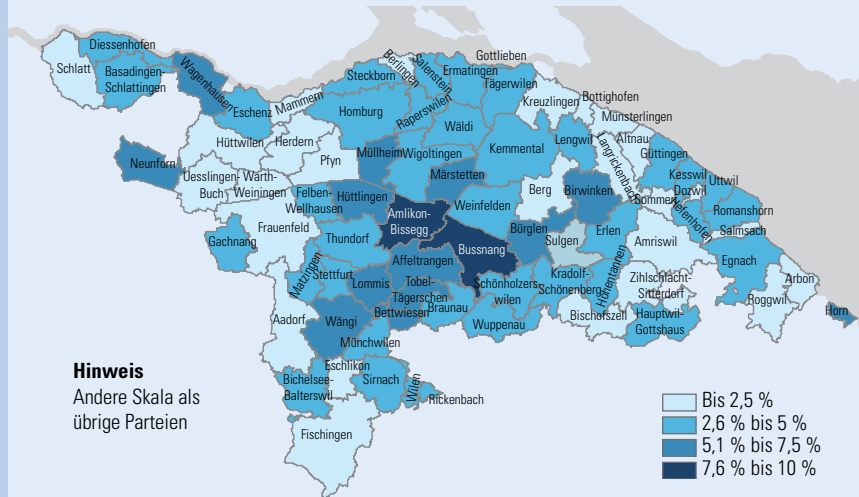 Gottlieben
Diessenhofen
Schlatt
Basadingen-
Schlattingen
Wagenhausen
Eschenz
Mammern
Steckborn
Berlingen
Salenstein
Ermatingen
Tägerwilen
Kreuzlingen
Bottighofen
Münsterlingen
Homburg
Raperswilen
Wäldi
Kemmental
Lengwil
Langrickenbach
Altnau
Güttingen
Kesswil
Uttwil
Dozwil
Sommeri
Hefenhofen
Romanshorn
Salmsach
Neunforn
Hüttwilen
Herdern
Pfyn
Müllheim
Wigoltingen
Märstetten
Uesslingen-
Buch
Warth-
Weiningen
Felben-
Wellhausen
Hüttlingen
Amlikon-
Bissegg
Weinfelden
Berg
Birwinken
Bürglen
Sulgen
Erlen
Amriswil
Egnach
Arbon
Roggwil
Horn
Frauenfeld
Gachnang
Thundorf
Matzingen
Stettfurt
Affeltrangen
Bussnang
Lommis
Tobel-
Tägerschen
Bettwiesen
Braunau
Schönholzers-
wilen
Wuppenau
Kradolf-
Schönenberg
Hohentannen
Zihlschlacht-
Sitterdorf
Bischofszell
Hauptwil-
Gottshaus
Aadorf
Wängi
Münchwilen
Eschlikon
Bichelsee-
Balterswil
Sirnach
Wilen
Rickenbach
Fischingen
Hinweis
Andere Skala als
übrige Parteien
Bis 2,5 %
2,6 % bis 5 %
5,1 % bis 7,5 %
7,6 % bis 10 %